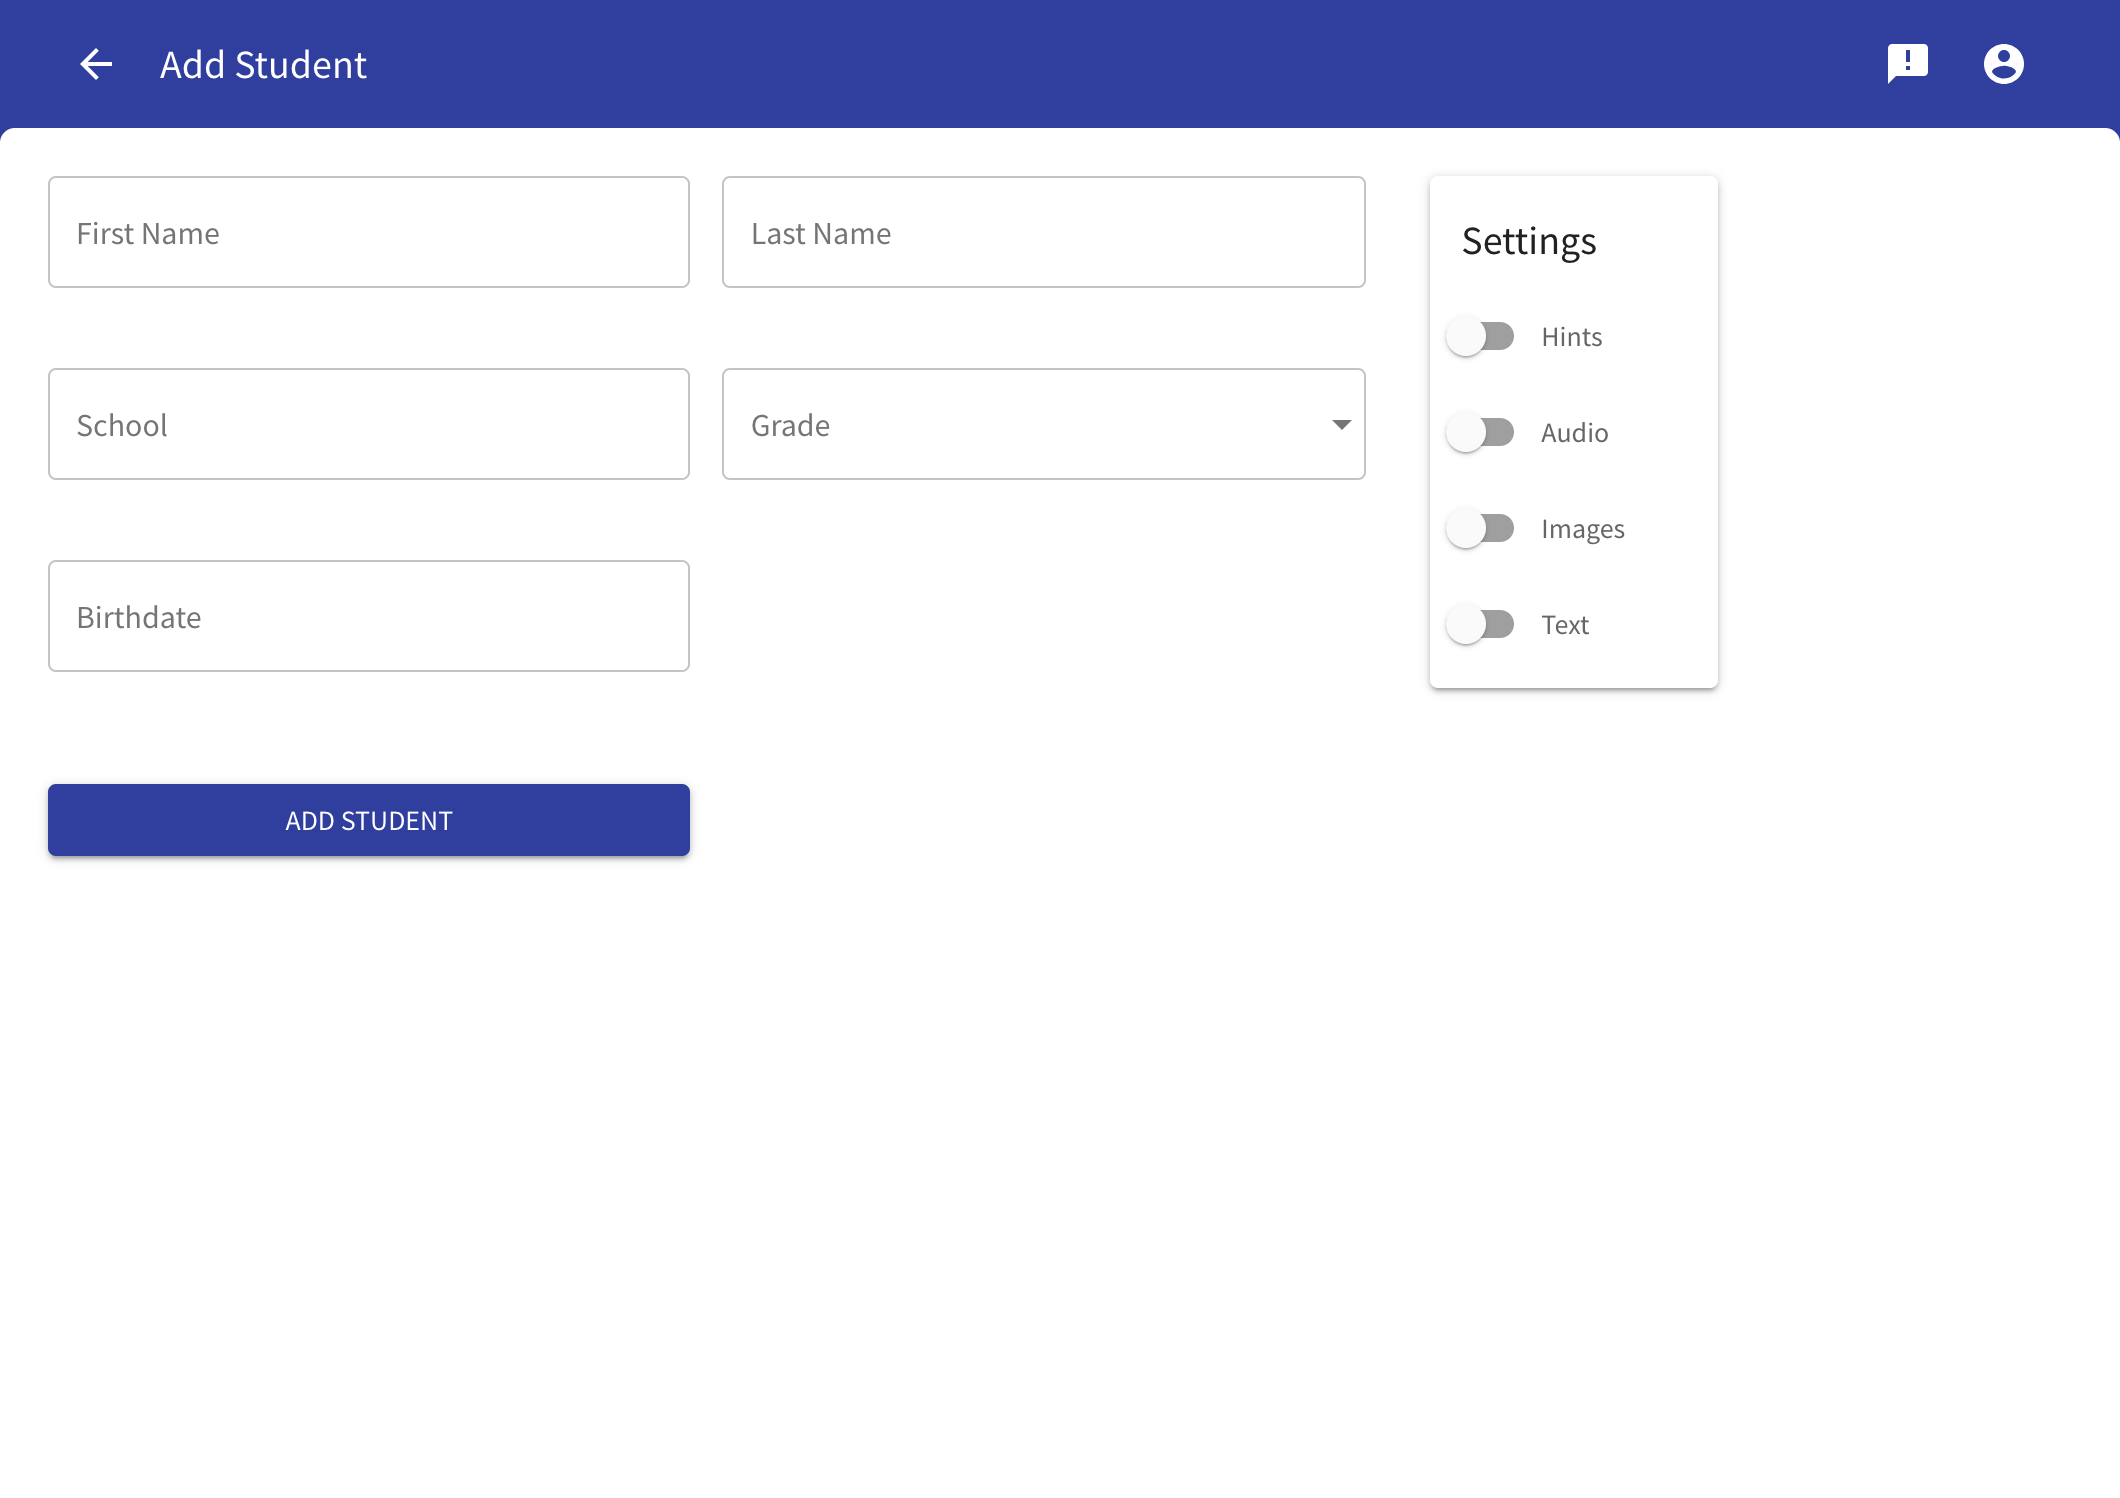 Add Student
First Name
Last Name
School
Grade
Birthdate
ADD STUDENT
Settings
Hints
Audio
Images
Text